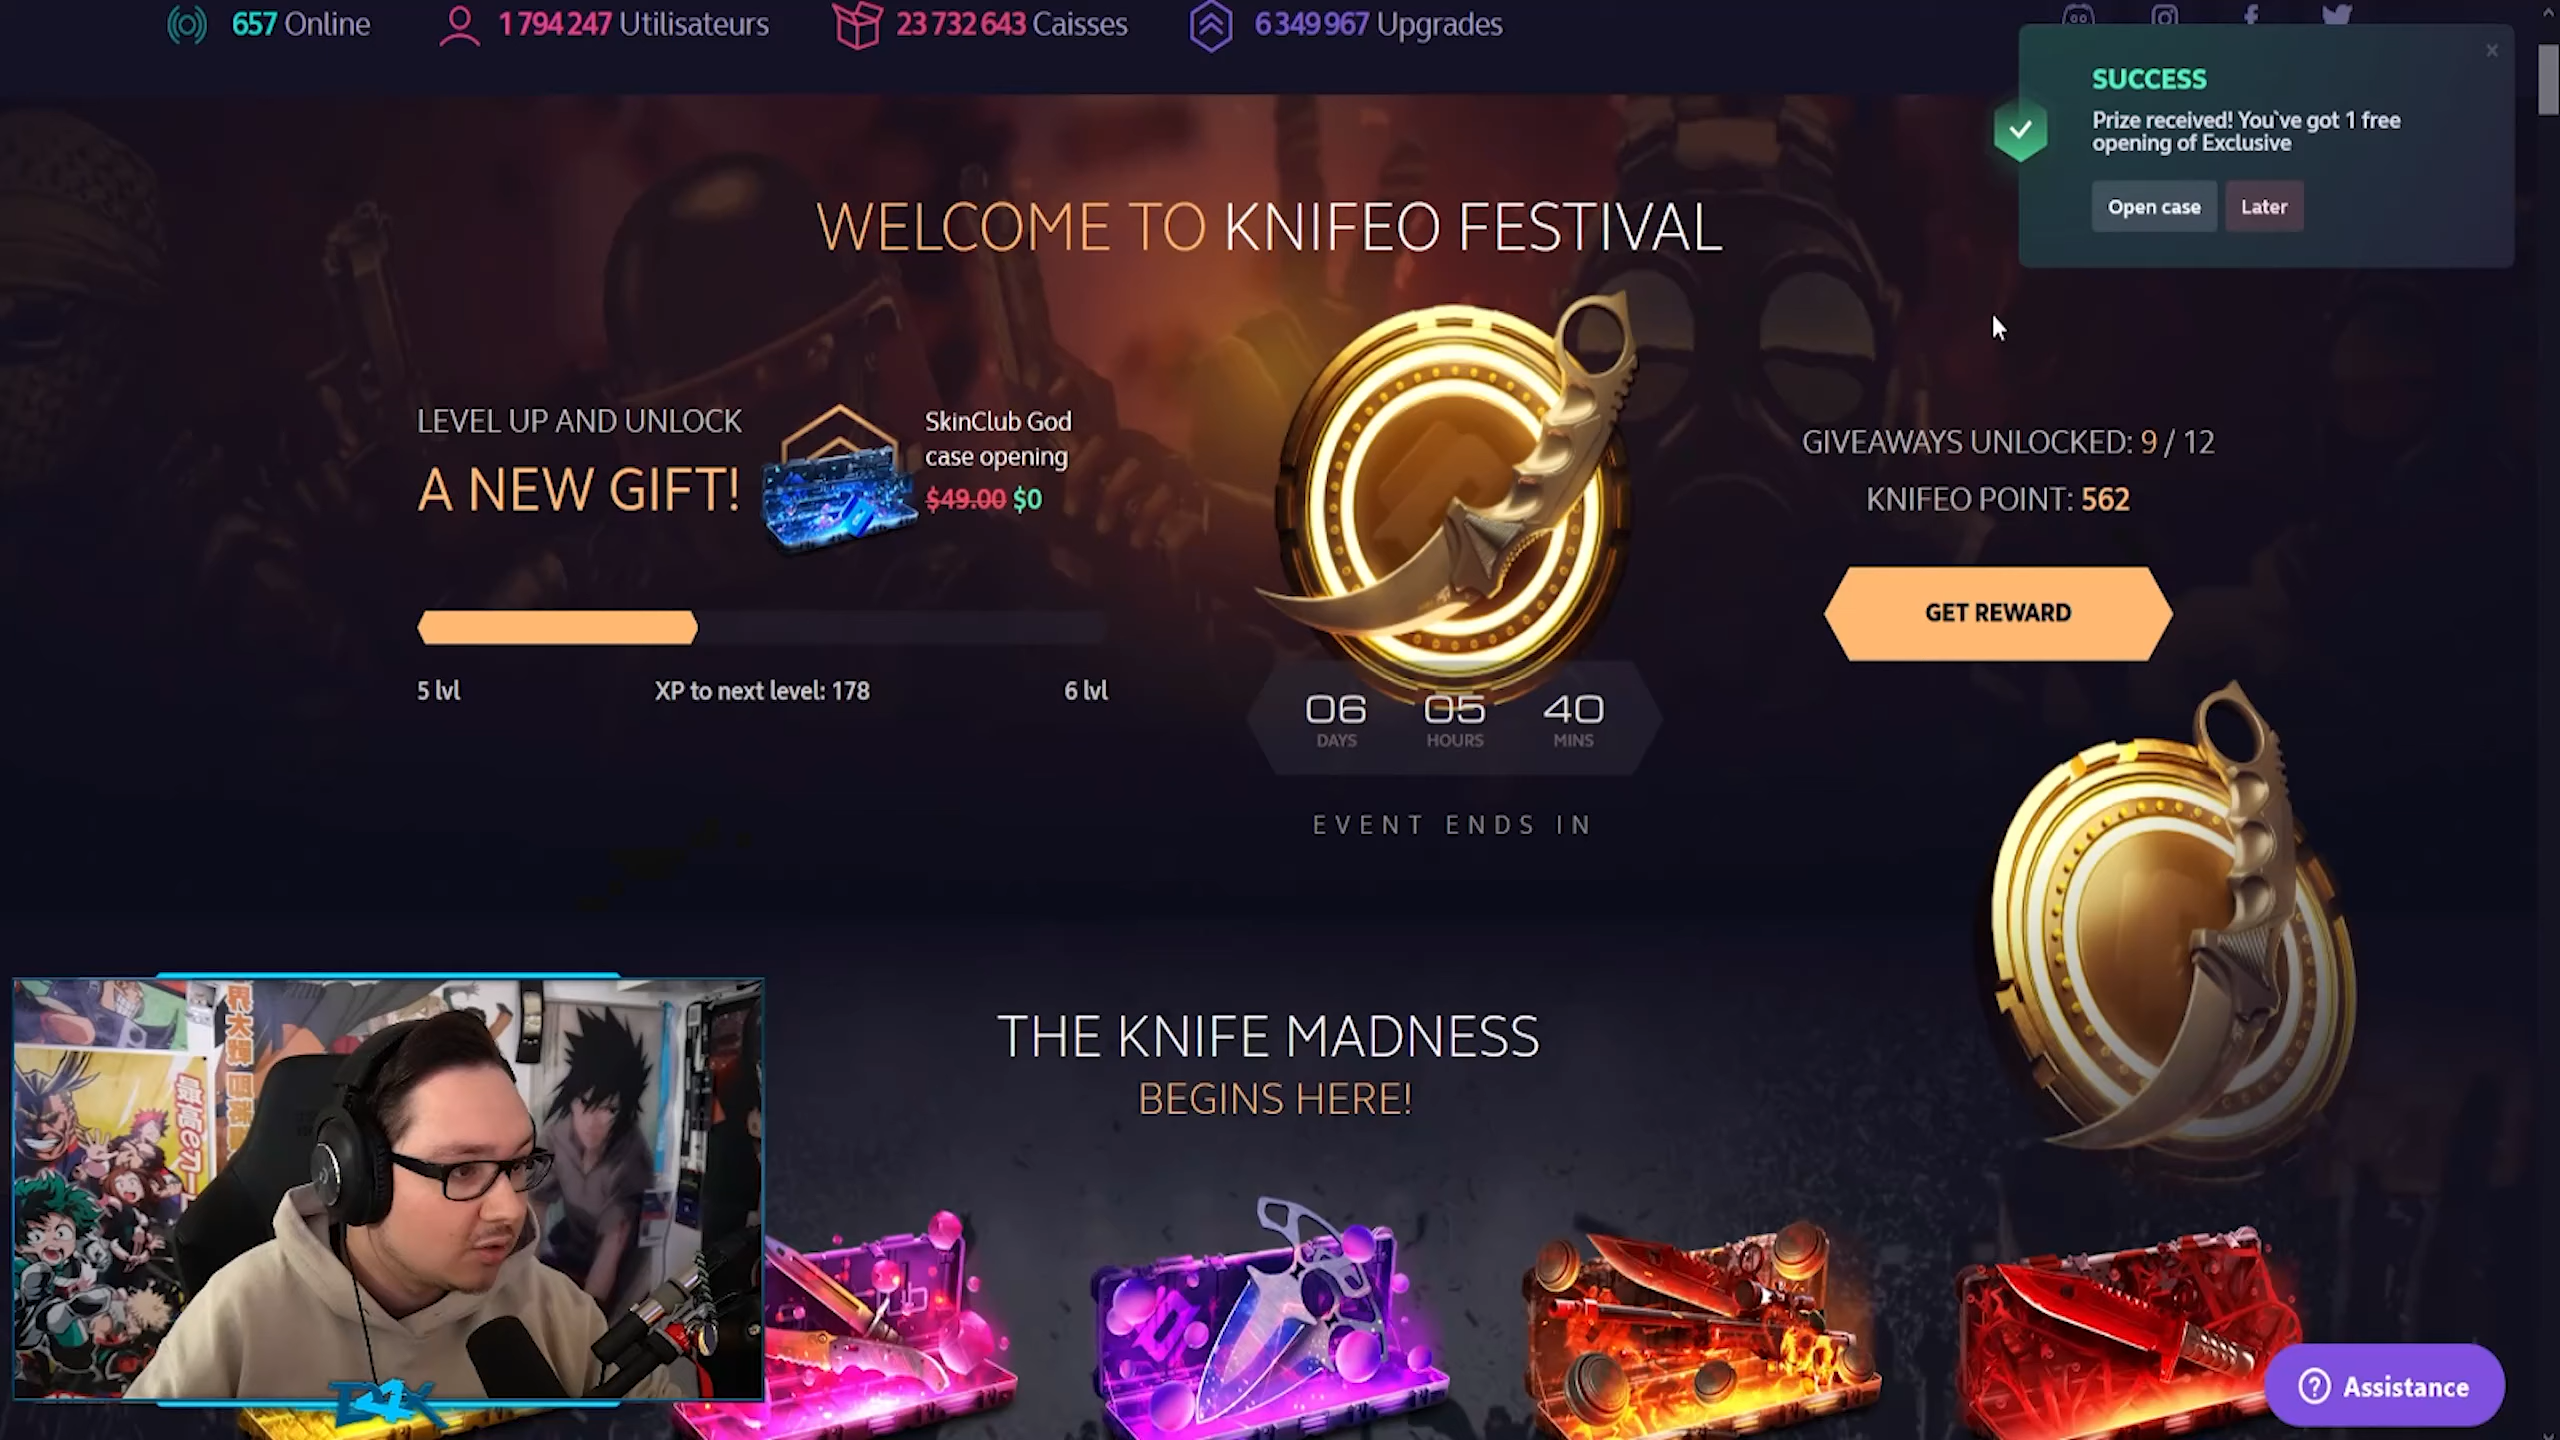 657 Online
1 794 247 Utilisateurs
23 732 643 Caisses
6 349 967 Upgrades
SUCCESS
Prize received! You've got 1 free
opening of Exclusive
Open case
Later
WELCOME TO KNIFEO FESTIVAL
LEVEL UP AND UNLOCK
A NEW GIFT!
SkinClub God
case opening
$49.00 $0
5 lvl
XP to next level: 178
6 lvl
06
DAYS
05
HOURS
40
MINS
EVENT ENDS IN
GIVEAWAYS UNLOCKED: 9 / 12
KNIFEO POINT: 562
GET REWARD
THE KNIFE MADNESS
BEGINS HERE!
Assistance